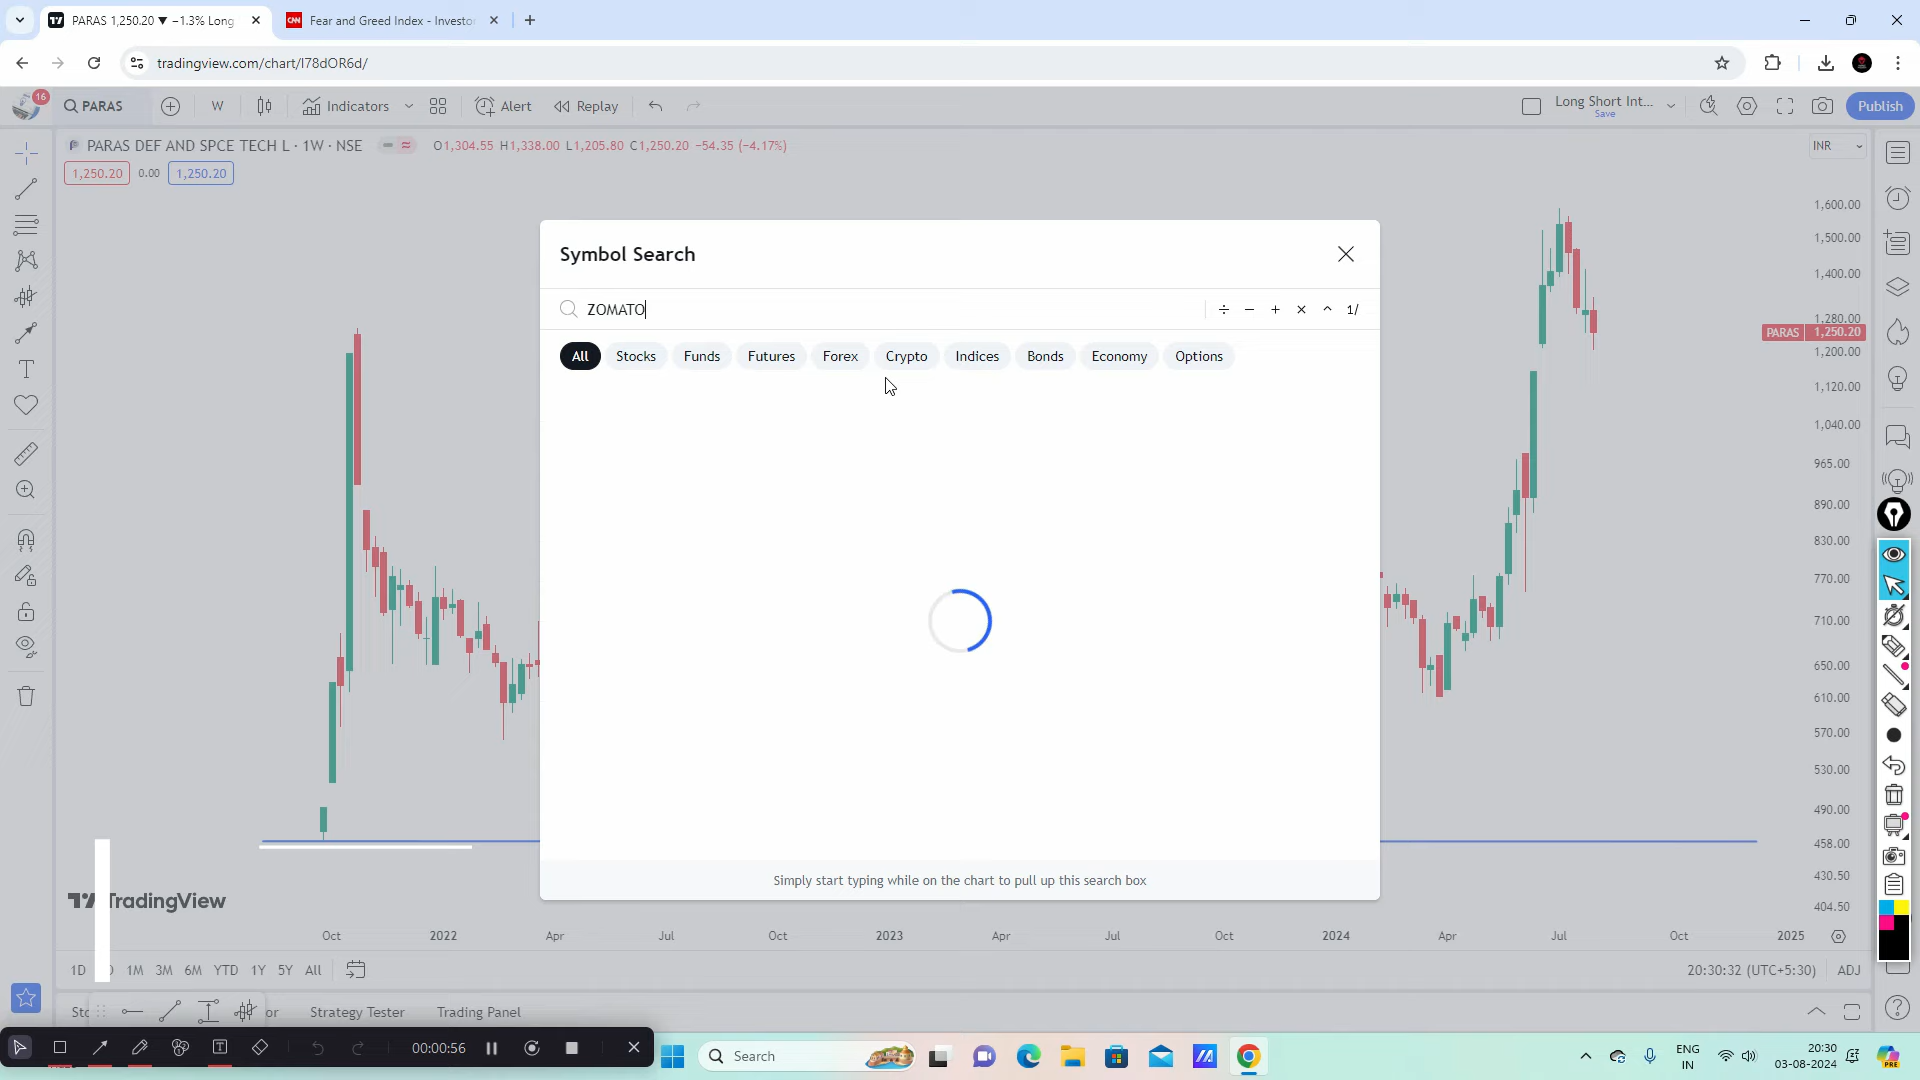 PARAS 1,250.20 ▼ −1.3% Long
Fear and Greed Index - Investo
tradingview.com/chart/I78dOR6d/
16
PARAS
W
Indicators
Alert
Replay
Long Short Int...
Save
Publish
PARAS DEF AND SPCE TECH L · 1W · NSE
O1,304.55 H1,338.00 L1,205.80 C1,250.20 −54.35 (−4.17%)
INR
1,250.20
0.00
1,250.20
Symbol Search
ZOMATO
÷ − + × 1/
All
Stocks
Funds
Futures
Forex
Crypto
Indices
Bonds
Economy
Options
1,600.00
1,500.00
1,400.00
1,280.00
PARAS 1,250.20
1,200.00
1,120.00
1,040.00
965.00
890.00
830.00
770.00
710.00
650.00
610.00
570.00
530.00
490.00
458.00
430.50
404.50
Simply start typing while on the chart to pull up this search box
TradingView
Oct 2022 Apr Jul Oct 2023 Apr Jul Oct 2024 Apr Jul Oct 2025
1D 1M 3M 6M YTD 1Y 5Y All
20:30:32 (UTC+5:30)
ADJ
Strategy Tester
Trading Panel
00:00:56
Search
ENG
IN
20:30
03-08-2024